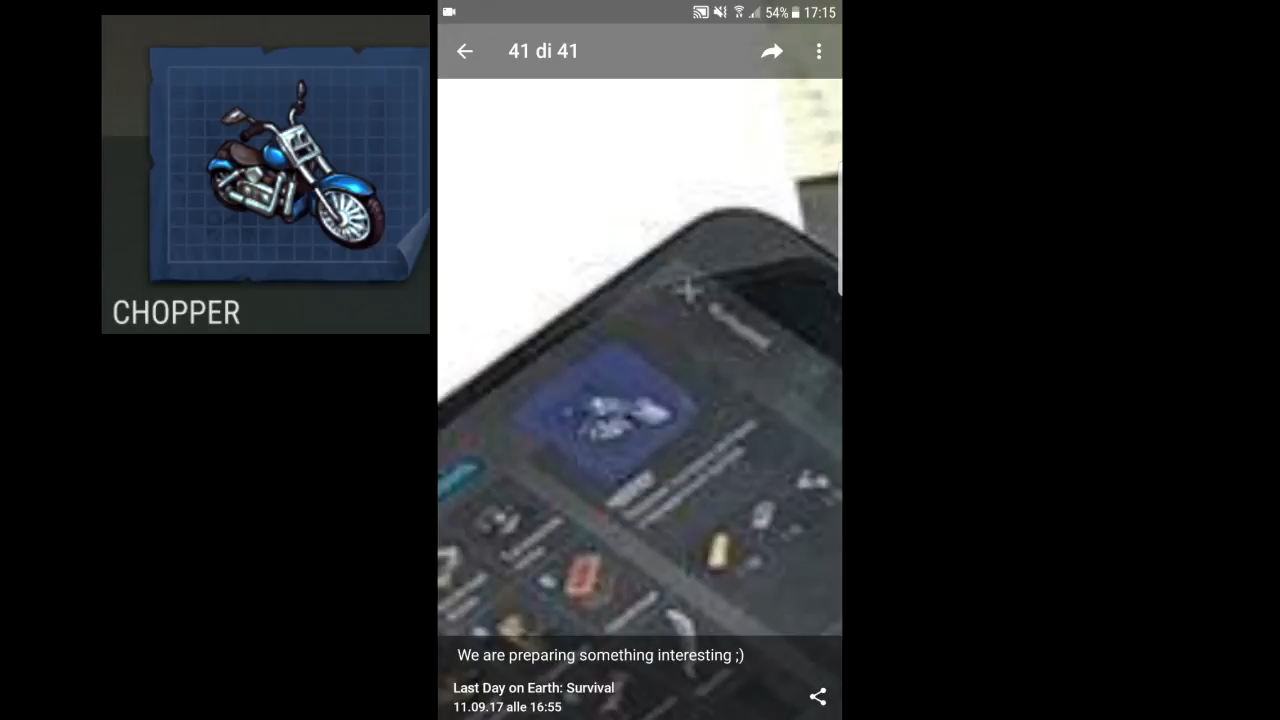 CHOPPER
54% 17:15
41 di 41
We are preparing something interesting ;)
Last Day on Earth: Survival
11.09.17 alle 16:55